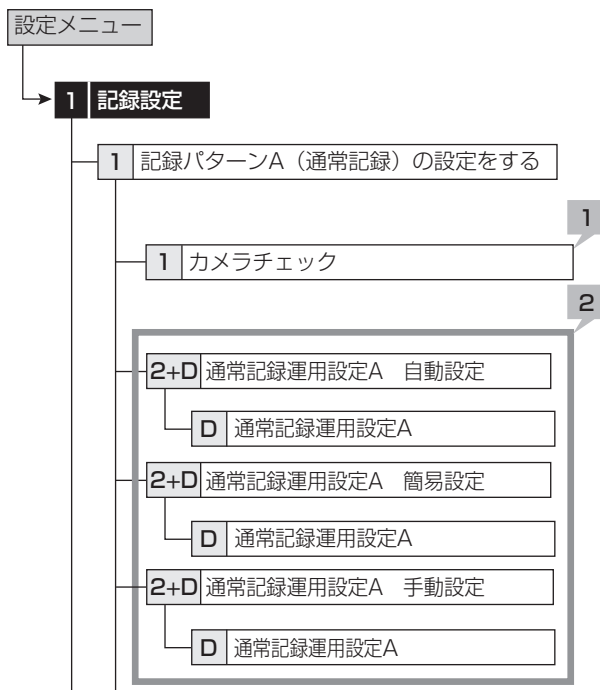 設定メニュー
1 記録設定
1 記録パターンA（通常記録）の設定をする
1
1 カメラチェック
2
2+D 通常記録運用設定A　自動設定
D 通常記録運用設定A
2+D 通常記録運用設定A　簡易設定
D 通常記録運用設定A
2+D 通常記録運用設定A　手動設定
D 通常記録運用設定A